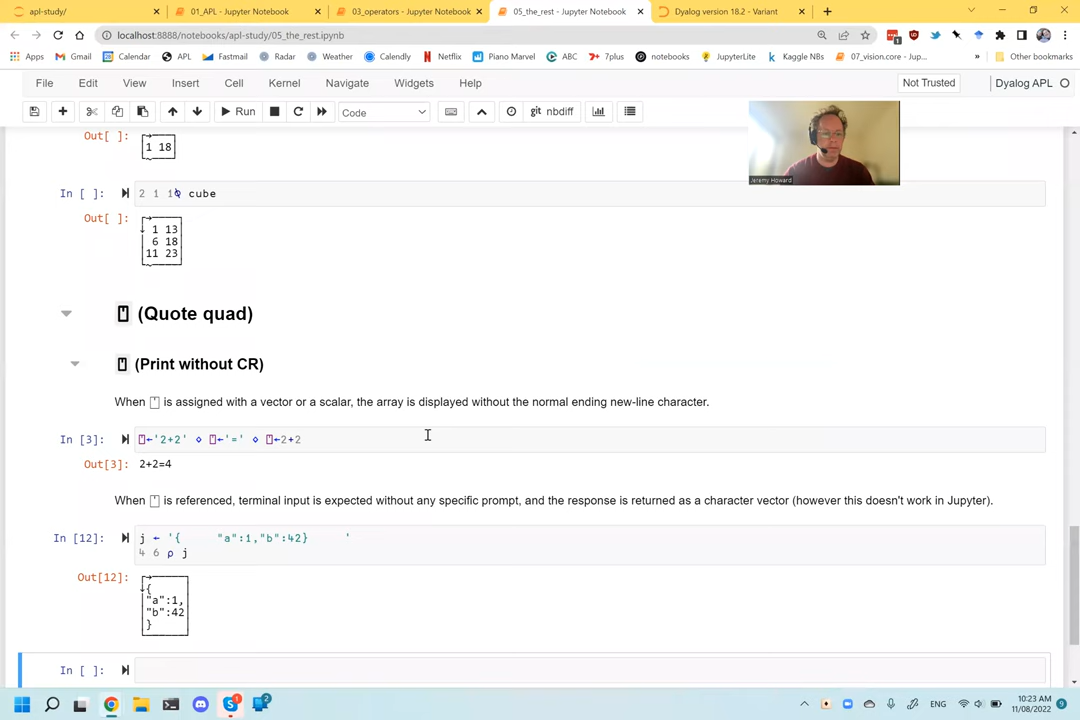 apl-study/
01_APL - Jupyter Notebook
03_operators - Jupyter Notebook
05_the_rest - Jupyter Notebook
Dyalog version 18.2 - Variant
localhost:8888/notebooks/apl-study/05_the_rest.ipynb
Apps Gmail Calendar APL Fastmail Radar Weather Calendly Netflix Piano Marvel ABC 7plus notebooks JupyterLite Kaggle NBs 07_vision.core - Jup... » Other bookmarks
File Edit View Insert Cell Kernel Navigate Widgets Help Not Trusted Dyalog APL
Run Code git nbdiff
Out[ ]:
1 18
Jeremy Howard
In [ ]: 2 1 1⍉ cube
Out[ ]:
1 13
6 18
11 23
⍞ (Quote quad)
⍞ (Print without CR)
When ⍞ is assigned with a vector or a scalar, the array is displayed without the normal ending new-line character.
In [3]: ⍞←'2+2' ⋄ ⍞←'=' ⋄ ⍞←2+2
Out[3]: 2+2=4
When ⍞ is referenced, terminal input is expected without any specific prompt, and the response is returned as a character vector (however this doesn't work in Jupyter).
In [12]: j ← '{     "a":1,"b":42}     '
4 6 ⍴ j
Out[12]:
{
"a":1,
"b":42
}
In [ ]:
ENG
10:23 AM
11/08/2022